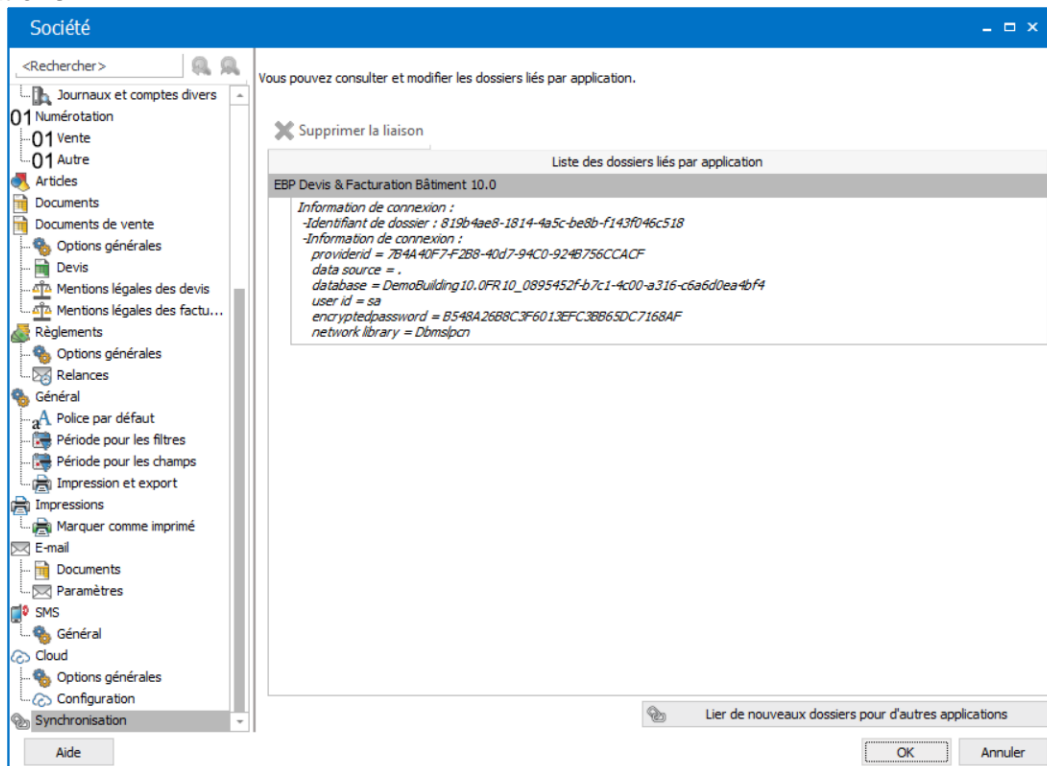 Société
<Rechercher>
Journaux et comptes divers
01 Numérotation
01 Vente
01 Autre
Articles
Documents
Documents de vente
Options générales
Devis
Mentions légales des devis
Mentions légales des factu...
Règlements
Options générales
Relances
Général
Police par défaut
Période pour les filtres
Période pour les champs
Impression et export
Impressions
Marquer comme imprimé
E-mail
Documents
Paramètres
SMS
Général
Cloud
Options générales
Configuration
Synchronisation
Vous pouvez consulter et modifier les dossiers liés par application.
Supprimer la liaison
Liste des dossiers liés par application
EBP Devis & Facturation Bâtiment 10.0
Information de connexion :
-Identifiant de dossier : 819b4ae8-1814-4a5c-be8b-f143f046c518
-Information de connexion :
providerid = 7B4A40F7-F2B8-40d7-94C0-924B756CCACF
data source = .
database = DemoBuilding10.0FR10_0895452f-b7c1-4c00-a316-c6a6d0ea4bf4
user id = sa
encryptedpassword = B548A26B8C3F6013EFC3BB65DC7168AF
network library = Dbmslpcn
Lier de nouveaux dossiers pour d'autres applications
Aide
OK
Annuler